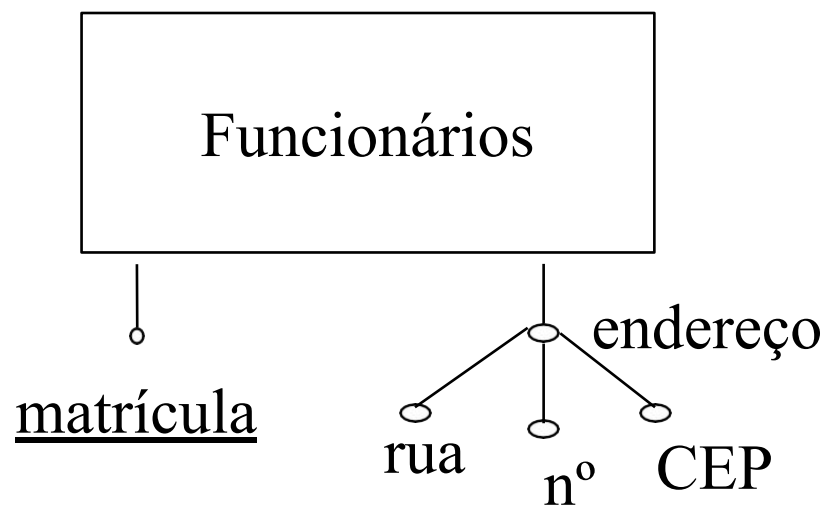 Funcionários
endereço
matrícula
rua
nº
CEP